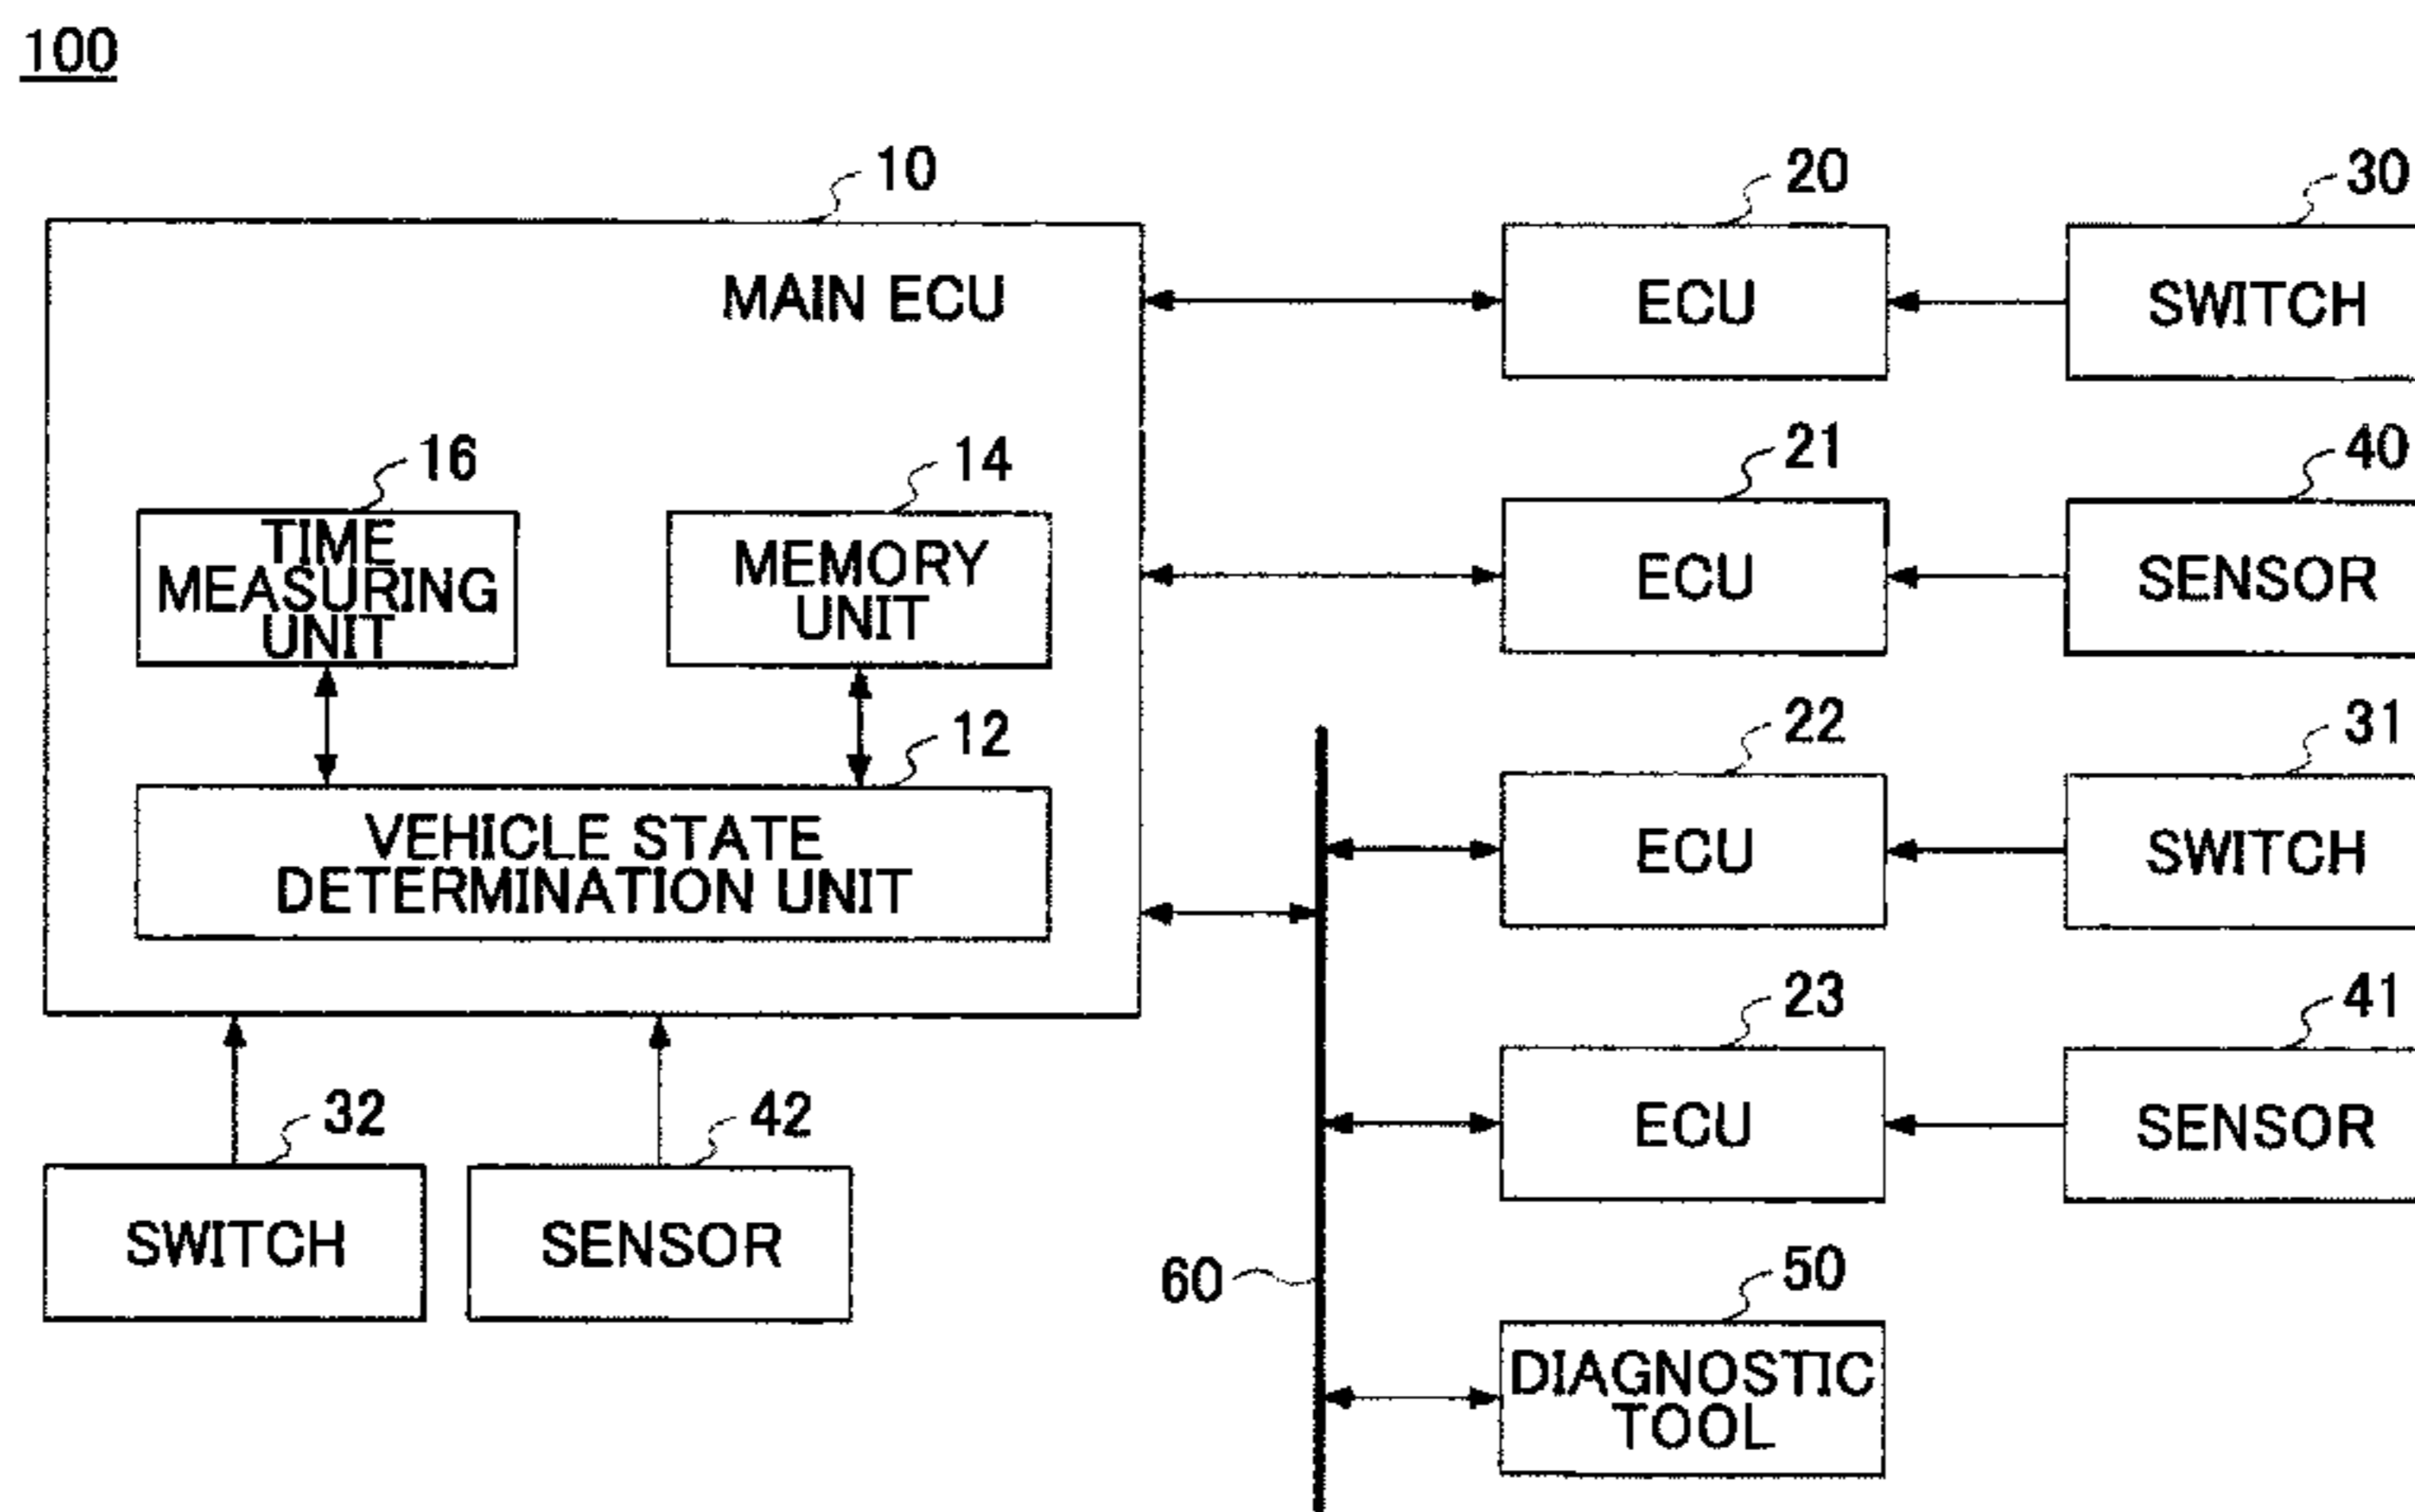 100
10
20
30
MAIN ECU
ECU
SWITCH
16
14
21
40
TIME
MEASURING
UNIT
MEMORY
UNIT
ECU
SENSOR
12
22
31
VEHICLE STATE
DETERMINATION UNIT
ECU
SWITCH
23
41
32
42
ECU
SENSOR
SWITCH
SENSOR
60
50
DIAGNOSTIC
TOOL